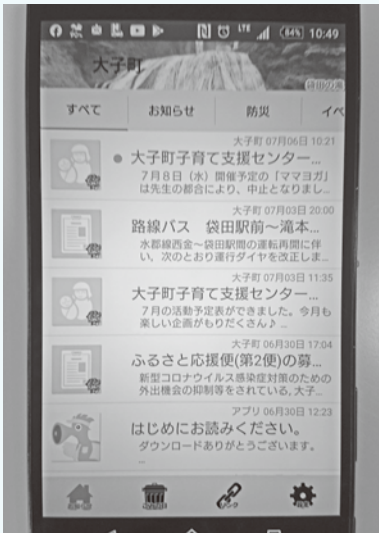 LTE 84% 10:49
大子町
袋田の滝
すべて お知らせ 防災 イベ
大子町 07月06日 10:21
大子町子育て支援センター...
7月8日（水）開催予定の「ママヨガ」
は先生の都合により、中止となりまし...
大子町 07月03日 20:00
路線バス 袋田駅前〜滝本...
水郡線西金〜袋田駅間の運転再開に伴
い、次のとおり運行ダイヤを改正しま...
大子町 07月03日 11:35
大子町子育て支援センター...
７月の活動予定表ができました。今月も
楽しい企画がもりだくさん♪ ...
大子町 06月30日 17:04
ふるさと応援便(第2便)の募...
新型コロナウイルス感染症対策のための
外出機会の抑制等をされている, 大子...
アプリ 06月30日 12:23
はじめにお読みください。
ダウンロードありがとうございます。
...
リンク